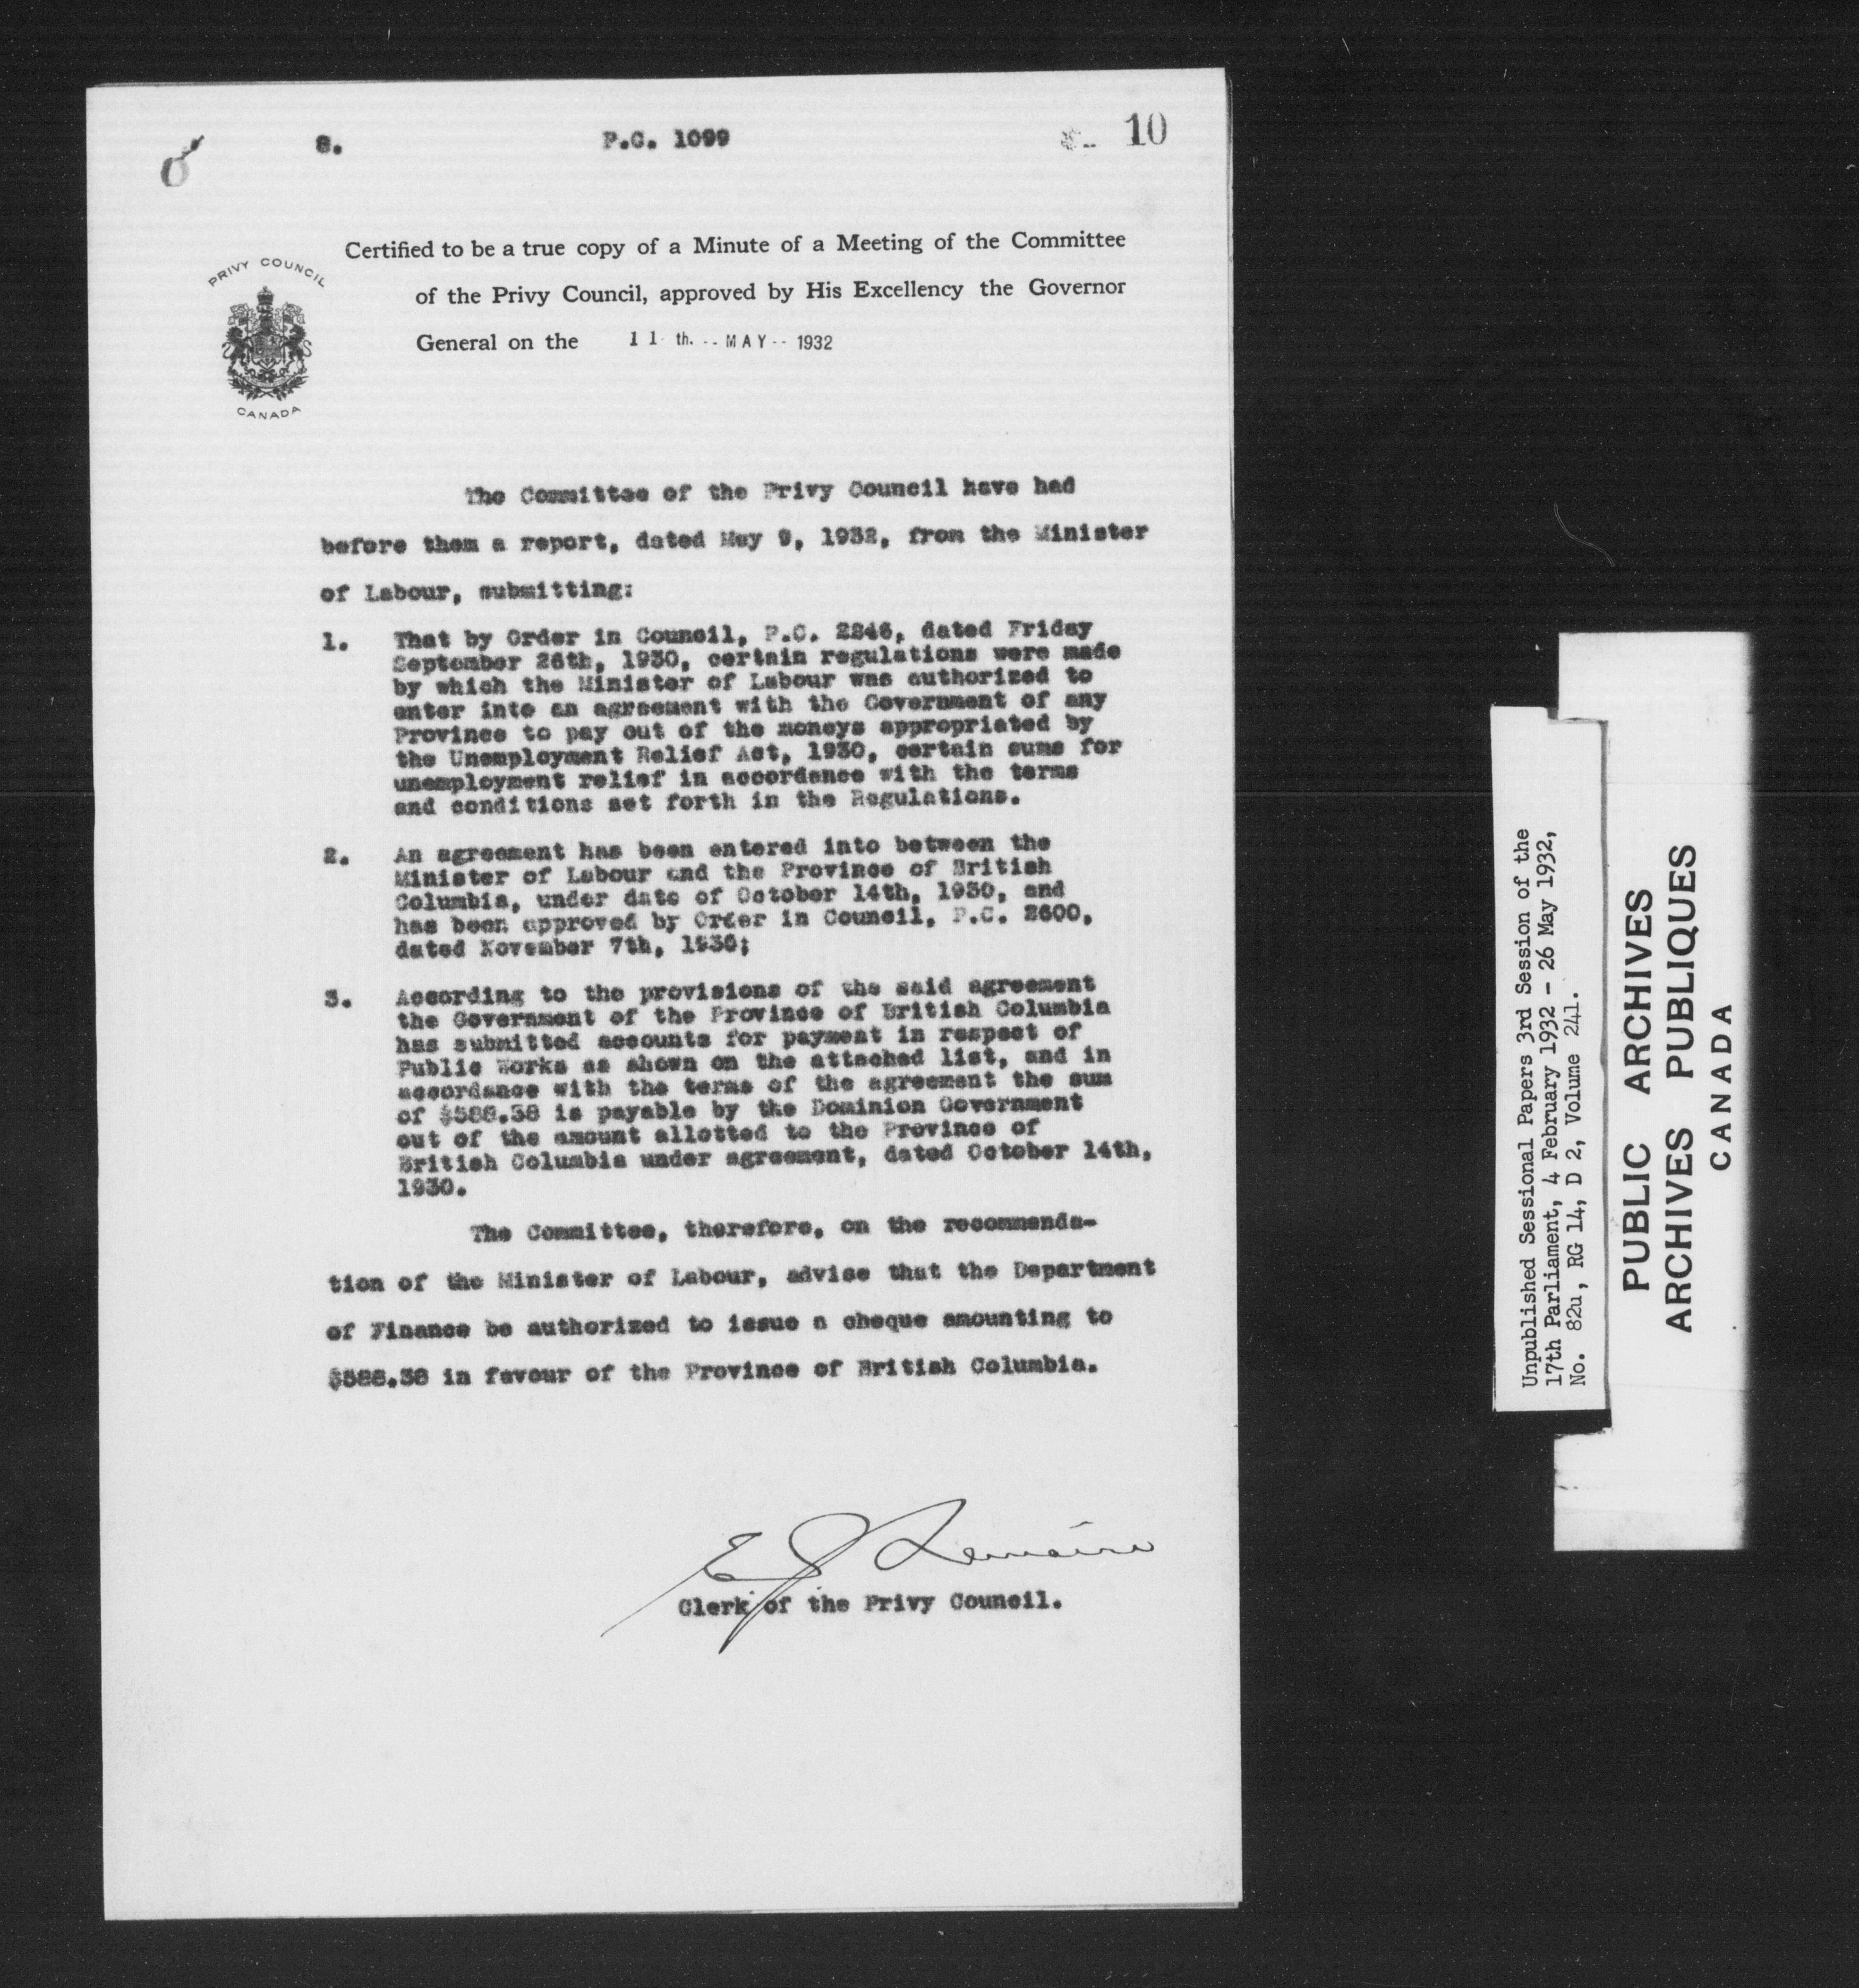 8.
P.C. 1099
10
Certified to be a true copy of a Minute of a Meeting of the Committee
of the Privy Council, approved by His Excellency the Governor
General on the 11 th. -- MAY -- 1932
PRIVY COUNCIL
CANADA
The Committee of the Privy Council have had
before them a report, dated May 9, 1932, from the Minister
of Labour, submitting:
1. That by Order in Council, P.C. 2246, dated Friday
September 26th, 1930, certain regulations were made
by which the Minister of Labour was authorized to
enter into an agreement with the Government of any
Province to pay out of the moneys appropriated by
the Unemployment Relief Act, 1930, certain sums for
unemployment relief in accordance with the terms
and conditions set forth in the Regulations.
2. An agreement has been entered into between the
Minister of Labour and the Province of British
Columbia, under date of October 14th, 1930, and
has been approved by Order in Council, P.C. 2600,
dated November 7th, 1930;
3. According to the provisions of the said agreement
the Government of the Province of British Columbia
has submitted accounts for payment in respect of
Public Works as shown on the attached list, and in
accordance with the terms of the agreement the sum
of is payable by the Dominion Government
out of the amount allotted to the Province of
British Columbia under agreement, dated October 14th,
1930.
The Committee, therefore, on the recommenda-
tion of the Minister of Labour, advise that the Department
of Finance be authorized to issue a cheque amounting to
in favour of the Province of British Columbia.
E J Lemaire
Clerk of the Privy Council.
Unpublished Sessional Papers 3rd Session of the
17th Parliament, 4 February 1932 - 26 May 1932,
No. 82u, RG 14, D 2, Volume 241.
PUBLIC ARCHIVES
ARCHIVES PUBLIQUES
CANADA